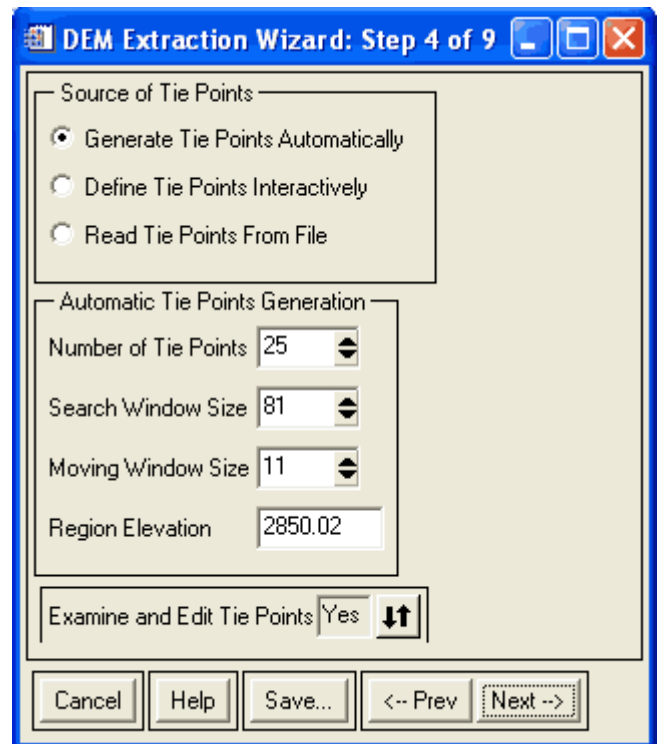 DEM Extraction Wizard: Step 4 of 9
Source of Tie Points
Generate Tie Points Automatically
Define Tie Points Interactively
Read Tie Points From File
Automatic Tie Points Generation
Number of Tie Points 25
Search Window Size 81
Moving Window Size 11
Region Elevation 2850.02
Examine and Edit Tie Points Yes
Cancel Help Save... <-- Prev Next -->